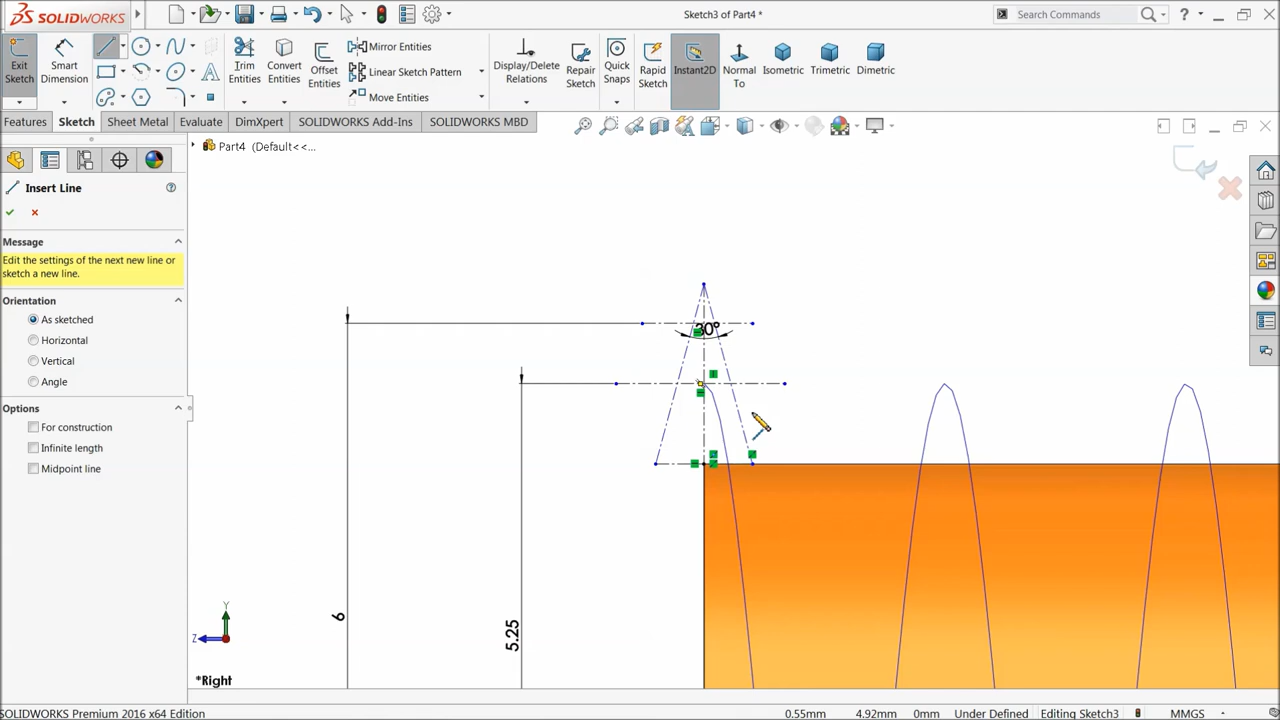 SOLIDWORKS
Sketch3 of Part4 *
Search Commands
Exit Sketch
Smart Dimension
Trim Entities
Convert Entities
Offset Entities
Mirror Entities
Linear Sketch Pattern
Move Entities
Display/Delete Relations
Repair Sketch
Quick Snaps
Rapid Sketch
Instant2D
Normal To
Isometric
Trimetric
Dimetric
Features
Sketch
Sheet Metal
Evaluate
DimXpert
SOLIDWORKS Add-Ins
SOLIDWORKS MBD
Part4 (Default<<...
Insert Line
Message
Edit the settings of the next new line or
sketch a new line.
Orientation
As sketched
Horizontal
Vertical
Angle
Options
For construction
Infinite length
Midpoint line
30°
6
5.25
Y
Z
*Right
SOLIDWORKS Premium 2016 x64 Edition
0.55mm
4.92mm
0mm
Under Defined
Editing Sketch3
MMGS